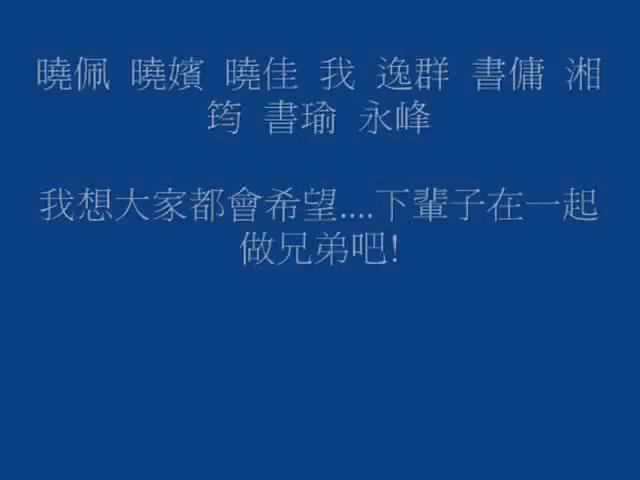 曉佩 曉嬪 曉佳 我 逸群 書傭 湘
筠 書瑜 永峰
我想大家都會希望....下輩子在一起
做兄弟吧!